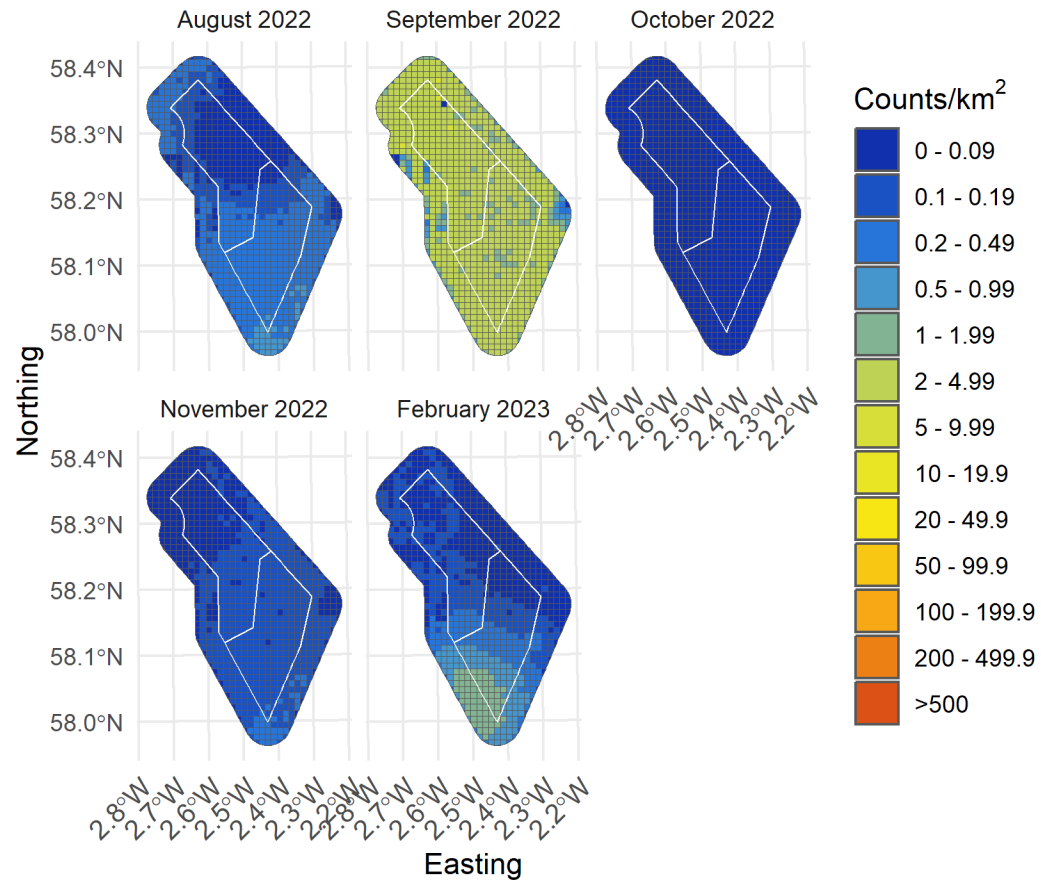 August 2022
September 2022
October 2022
58.4°N
58.3°N
58.2°N
58.1°N
58.0°N
2.8°W
2.7°W
2.6°W
2.5°W
2.4°W
2.3°W
2.2°W
November 2022
February 2023
58.4°N
58.3°N
58.2°N
58.1°N
58.0°N
2.8°W
2.7°W
2.6°W
2.5°W
2.4°W
2.3°W
2.2°W
2.8°W
2.7°W
2.6°W
2.5°W
2.4°W
2.3°W
2.2°W
Northing
Easting
Counts/km²
0 - 0.09
0.1 - 0.19
0.2 - 0.49
0.5 - 0.99
1 - 1.99
2 - 4.99
5 - 9.99
10 - 19.9
20 - 49.9
50 - 99.9
100 - 199.9
200 - 499.9
>500